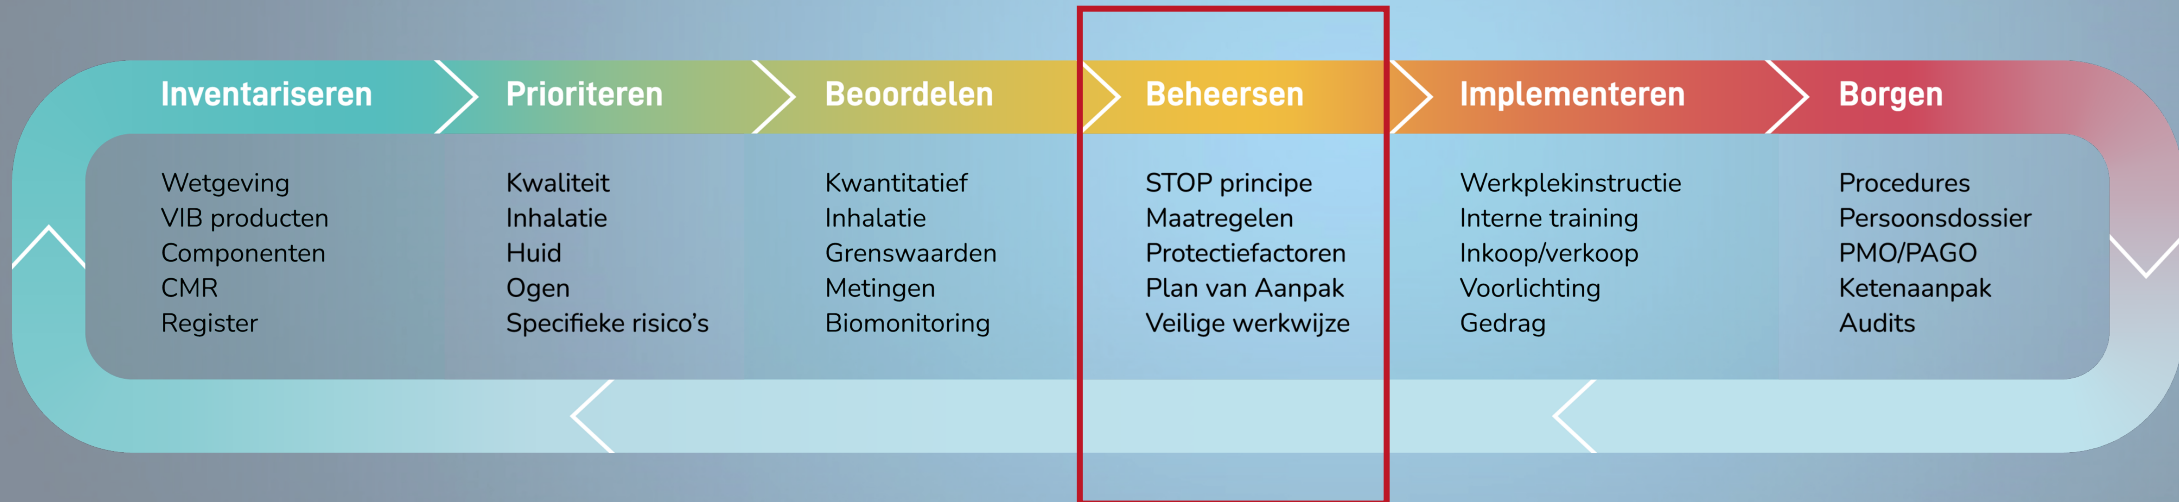 Inventariseren
Wetgeving
VIB producten
Componenten
CMR
Register
Prioriteren
Kwaliteit
Inhalatie
Huid
Ogen
Specifieke risico's
Beoordelen
Kwantitatief
Inhalatie
Grenswaarden
Metingen
Biomonitoring
Beheersen
STOP principe
Maatregelen
Protectiefactoren
Plan van Aanpak
Veilige werkwijze
Implementeren
Werkplekinstructie
Interne training
Inkoop/verkoop
Voorlichting
Gedrag
Borgen
Procedures
Persoonsdossier
PMO/PAGO
Ketenaanpak
Audits